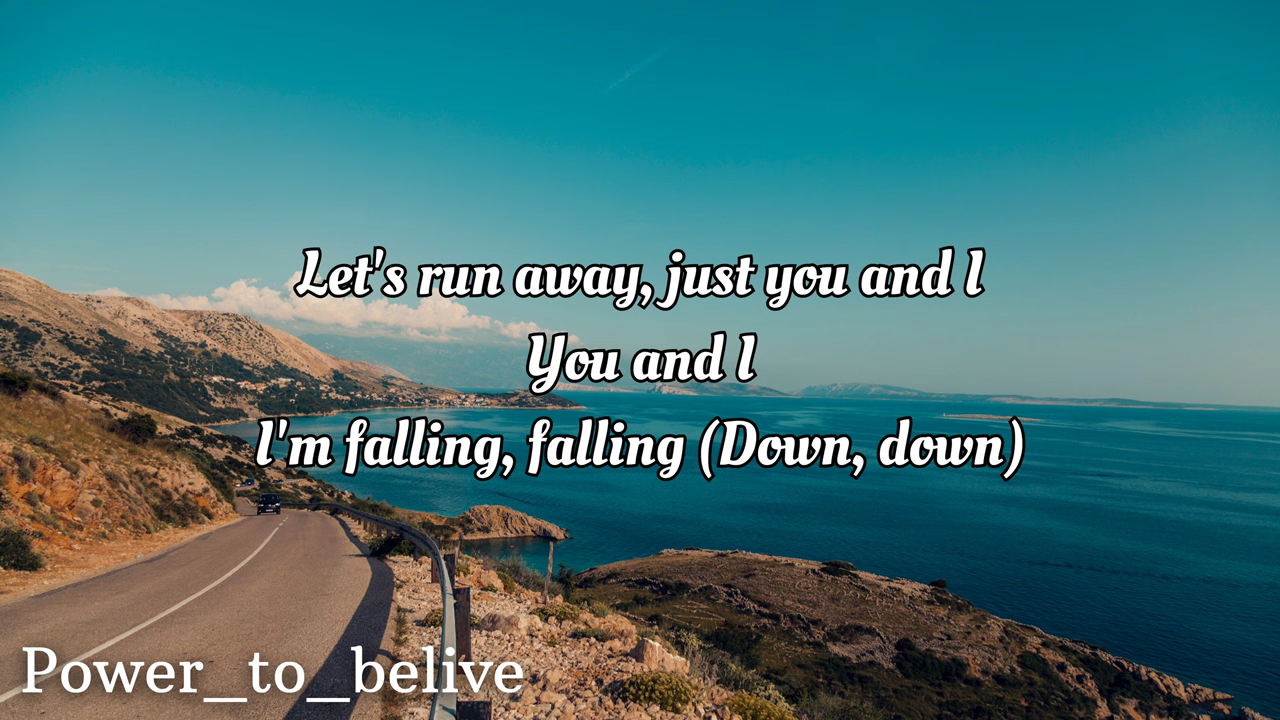 Let's run away, just you and I
You and I
I'm falling, falling (Down, down)
Power_to_belive